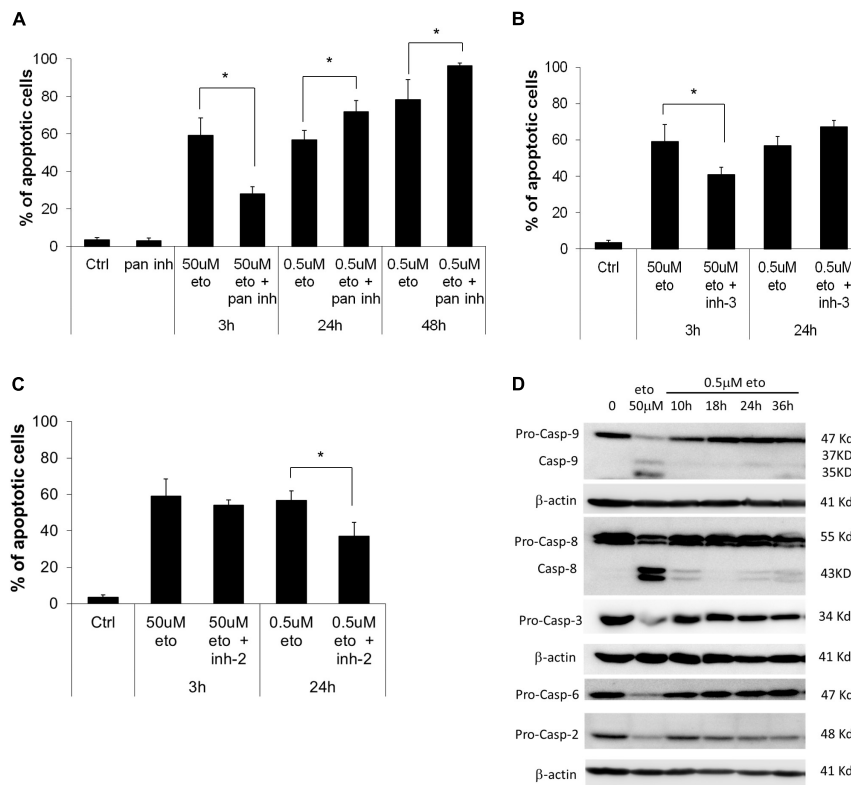 A
% of apoptotic cells
100
80
60
40
20
0
*
*
*
Ctrl
pan inh
50uM eto
50uM eto + pan inh
0.5uM eto
0.5uM eto + pan inh
0.5uM eto
0.5uM eto + pan inh
3h
24h
48h
B
% of apoptotic cells
100
80
60
40
20
0
*
Ctrl
50uM eto
50uM eto + inh-3
0.5uM eto
0.5uM eto + inh-3
3h
24h
C
% of apoptotic cells
100
80
60
40
20
0
*
Ctrl
50uM eto
50uM eto + inh-2
0.5uM eto
0.5uM eto + inh-2
3h
24h
D
eto 0.5μM eto
0 50μM 10h 18h 24h 36h
Pro-Casp-9 47 Kd
37KD
Casp-9 35KD
β-actin 41 Kd
Pro-Casp-8 55 Kd
Casp-8 43KD
Pro-Casp-3 34 Kd
β-actin 41 Kd
Pro-Casp-6 47 Kd
Pro-Casp-2 48 Kd
β-actin 41 Kd